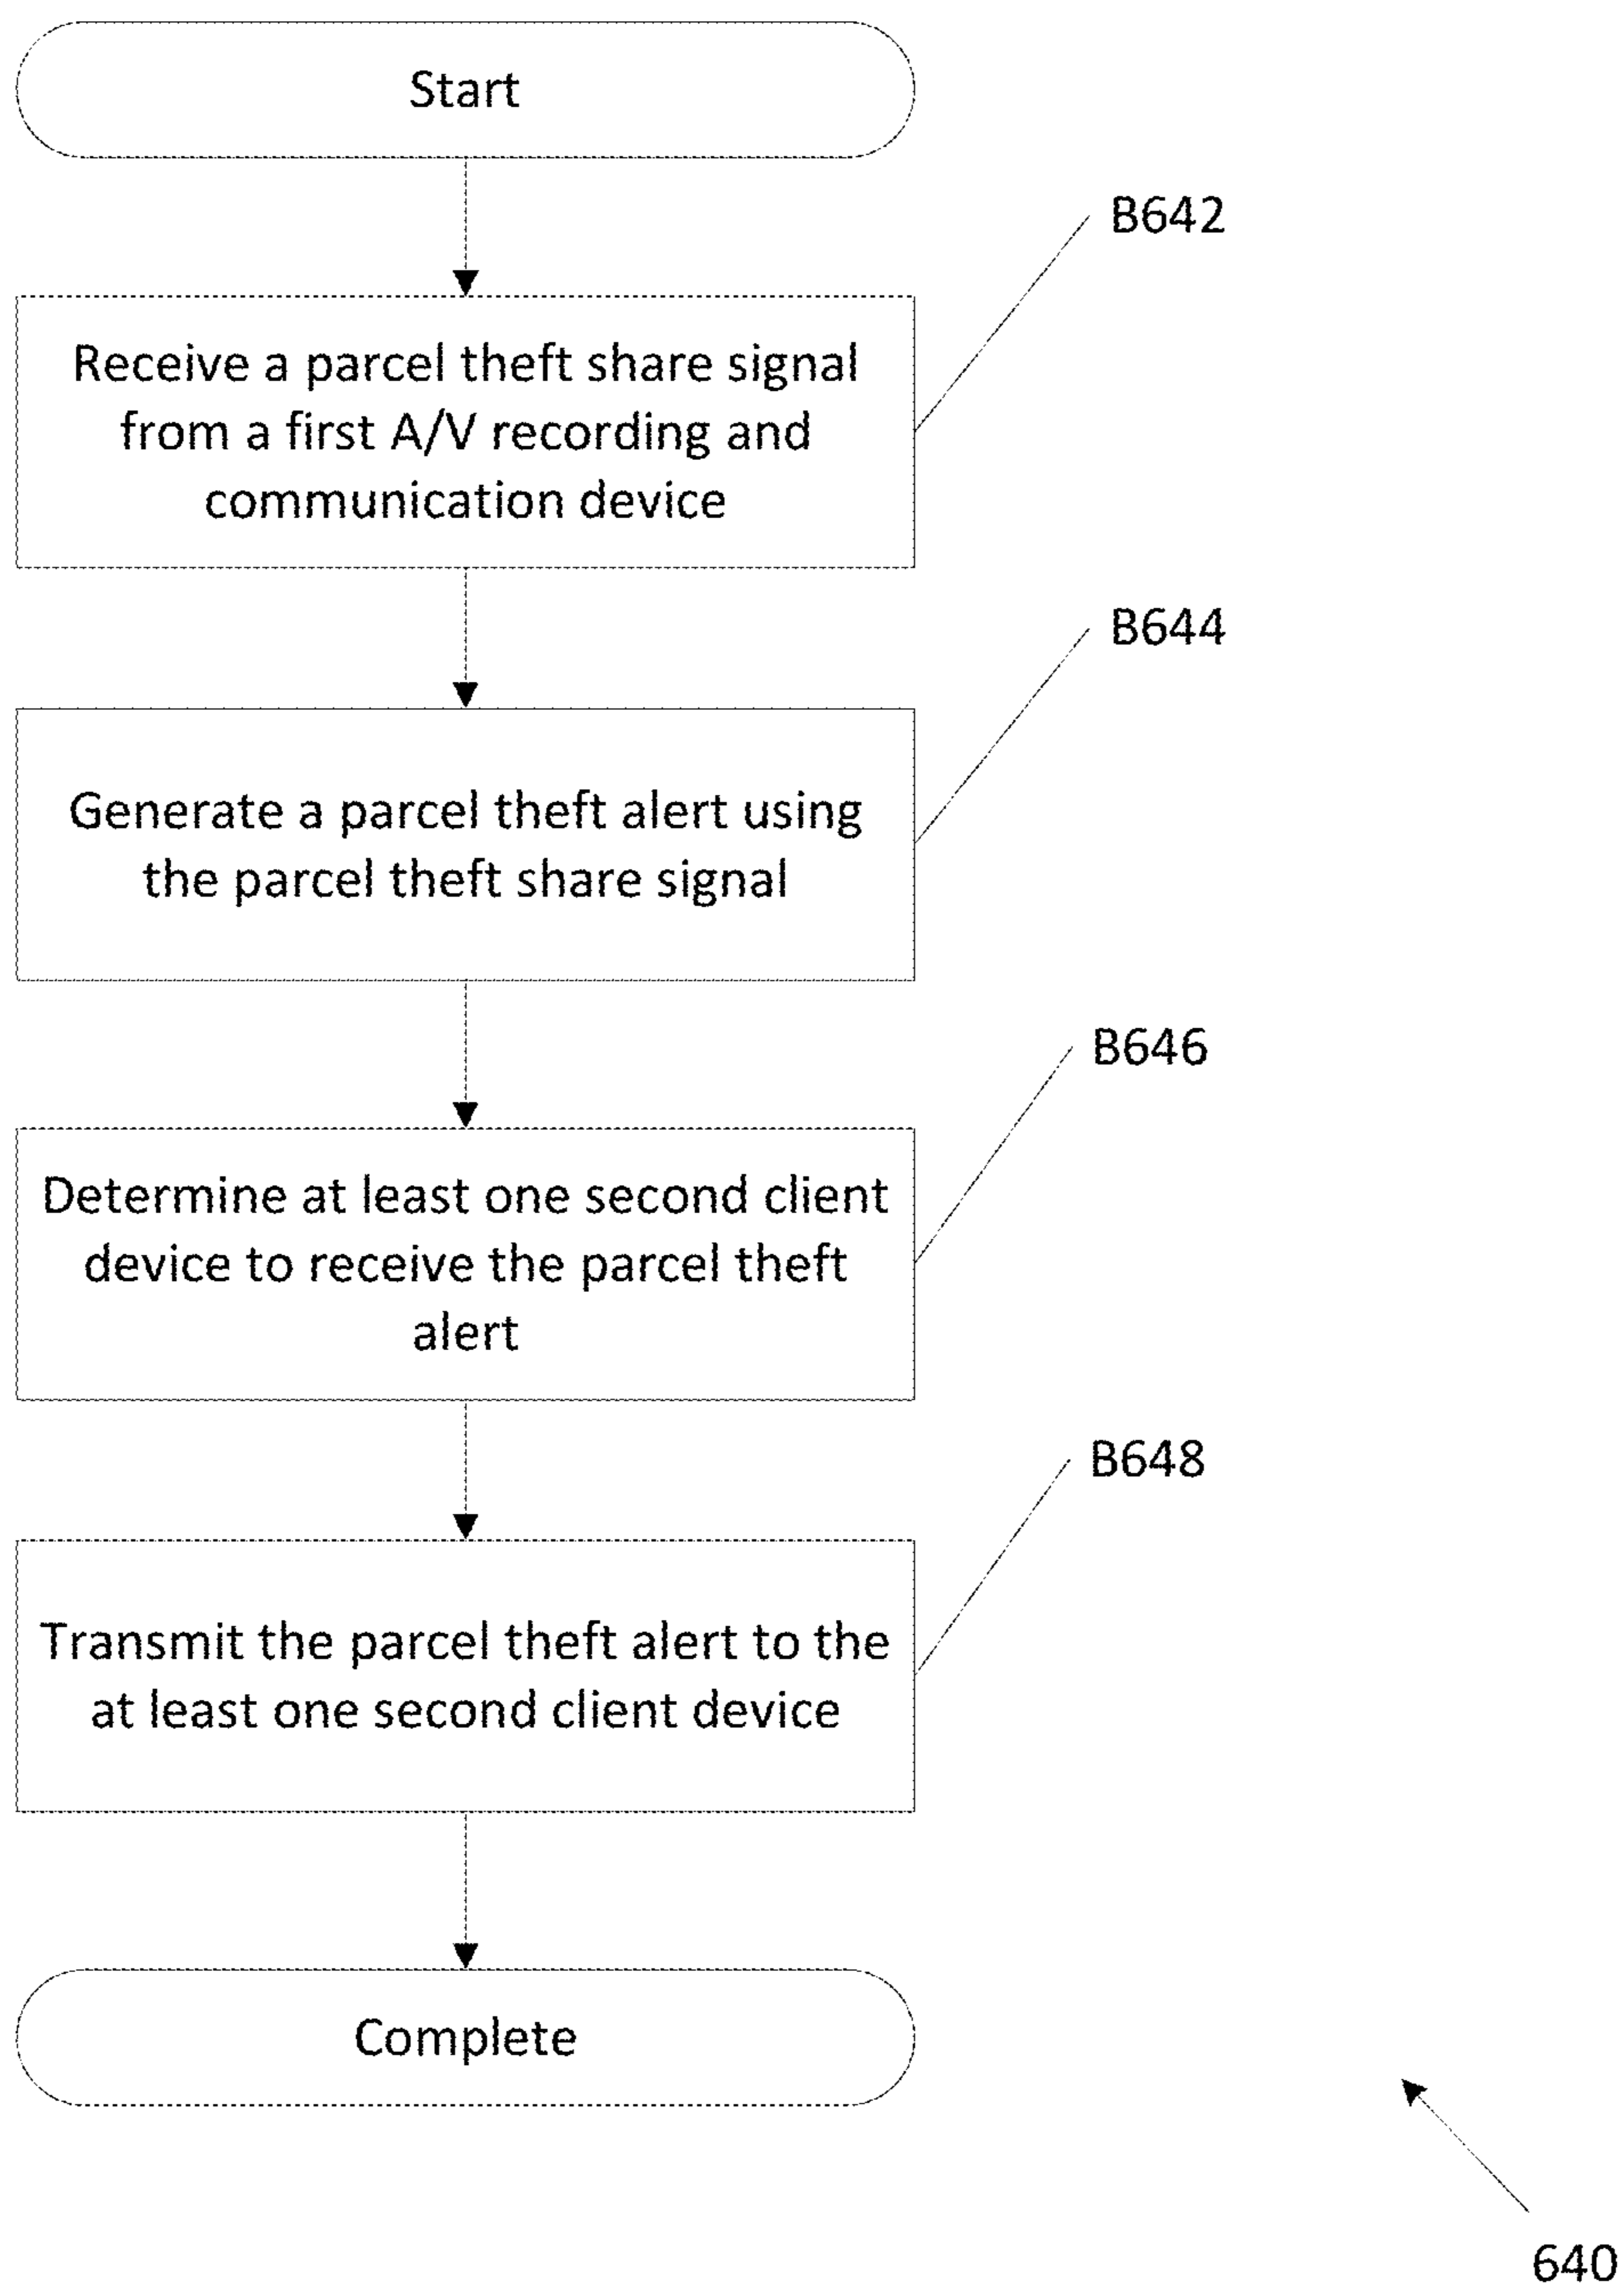 Start
B642
Receive a parcel theft share signal
from a first A/V recording and
communication device
B644
Generate a parcel theft alert using
the parcel theft share signal
B646
Determine at least one second client
device to receive the parcel theft
alert
B648
Transmit the parcel theft alert to the
at least one second client device
Complete
640